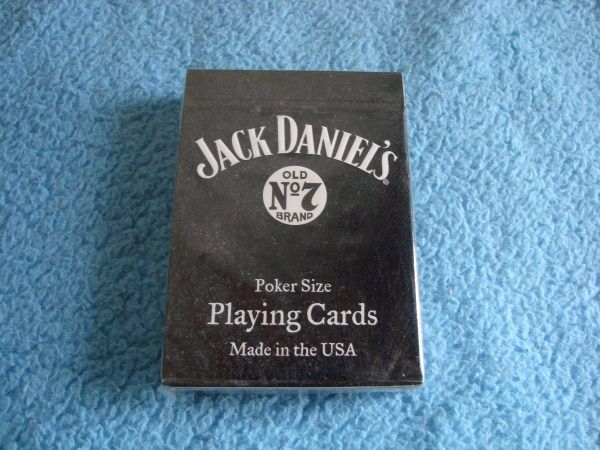 JACK DANIEL'S®
OLD
Nº7
BRAND
Poker Size
Playing Cards
Made in the USA